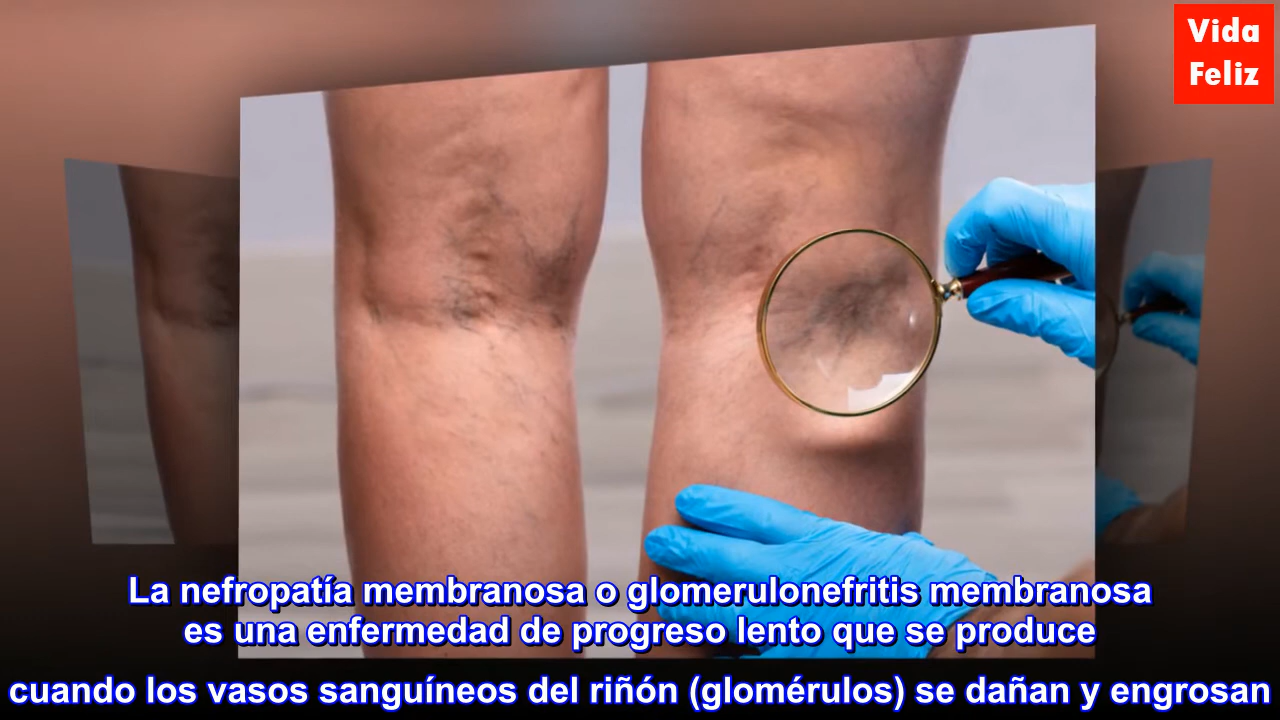 Vida
Feliz
La nefropatía membranosa o glomerulonefritis membranosa
es una enfermedad de progreso lento que se produce
cuando los vasos sanguíneos del riñón (glomérulos) se dañan y engrosan